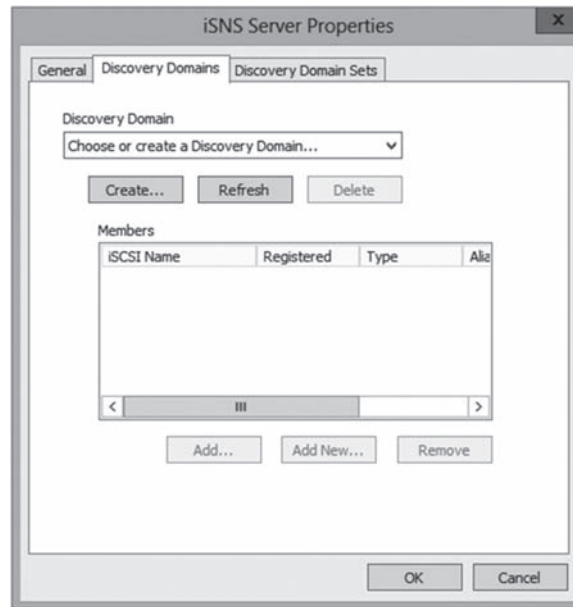 iSNS Server Properties
x
General Discovery Domains Discovery Domain Sets
Discovery Domain
Choose or create a Discovery Domain...
Create... Refresh Delete
Members
iSCSI Name Registered Type Alia
Add... Add New... Remove
OK Cancel